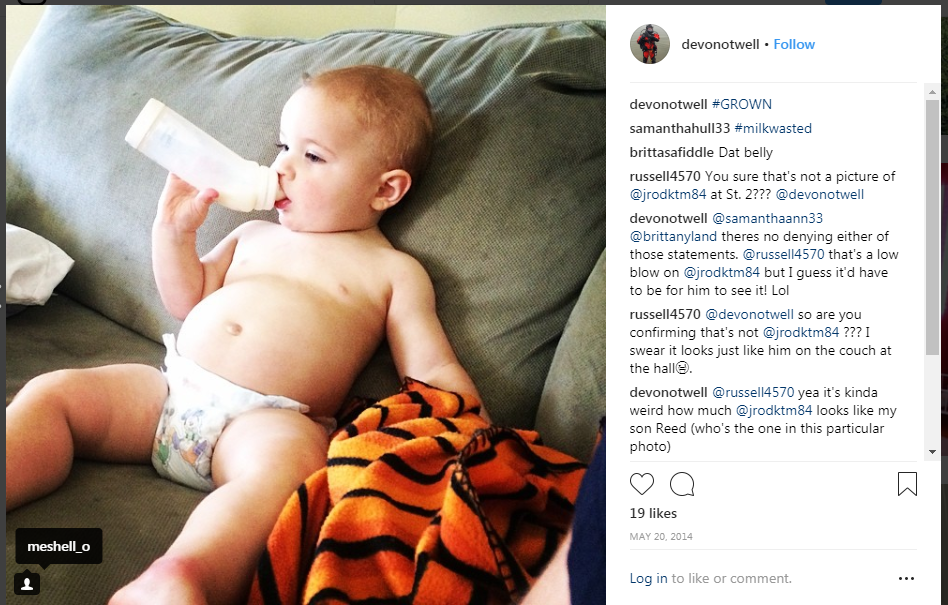 devonotwell • Follow
devonotwell #GROWN
samanthahull33 #milkwasted
brittasafiddle Dat belly
russell4570 You sure that's not a picture of
@jrodktm84 at St. 2??? @devonotwell
devonotwell @samanthaann33
@brittanyland theres no denying either of
those statements. @russell4570 that's a low
blow on @jrodktm84 but I guess it'd have
to be for him to see it! Lol
russell4570 @devonotwell so are you
confirming that's not @jrodktm84 ??? I
swear it looks just like him on the couch at
the hall😫.
devonotwell @russell4570 yea it's kinda
weird how much @jrodktm84 looks like my
son Reed (who's the one in this particular
photo)
19 likes
MAY 20, 2014
Log in to like or comment.
meshell_o